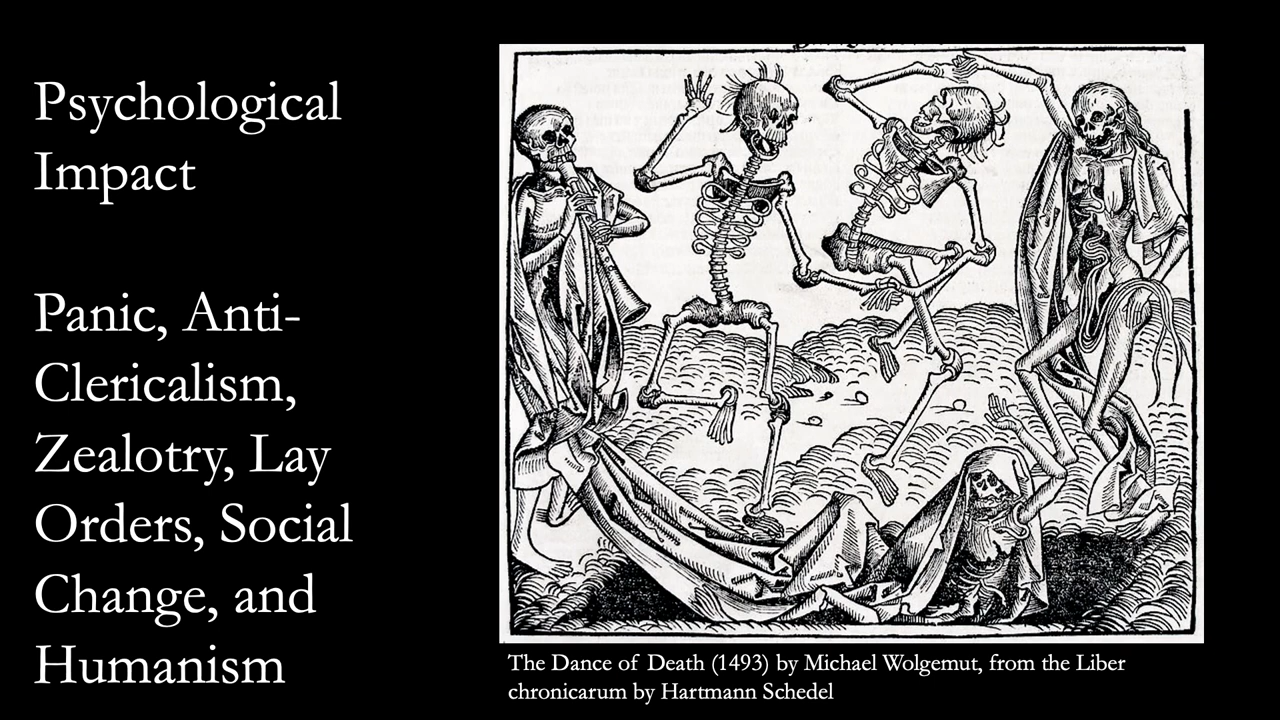 Psychological
Impact
Panic, Anti-
Clericalism,
Zealotry, Lay
Orders, Social
Change, and
Humanism
The Dance of Death (1493) by Michael Wolgemut, from the Liber
chronicarum by Hartmann Schedel